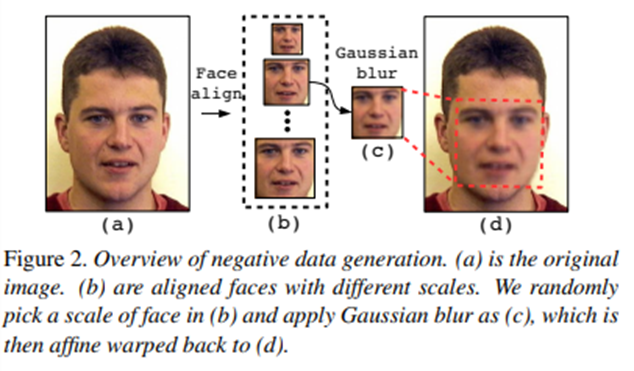 Face
align
Gaussian
blur
(a)
(b)
(c)
(d)
Figure 2. Overview of negative data generation. (a) is the original
image. (b) are aligned faces with different scales. We randomly
pick a scale of face in (b) and apply Gaussian blur as (c), which is
then affine warped back to (d).